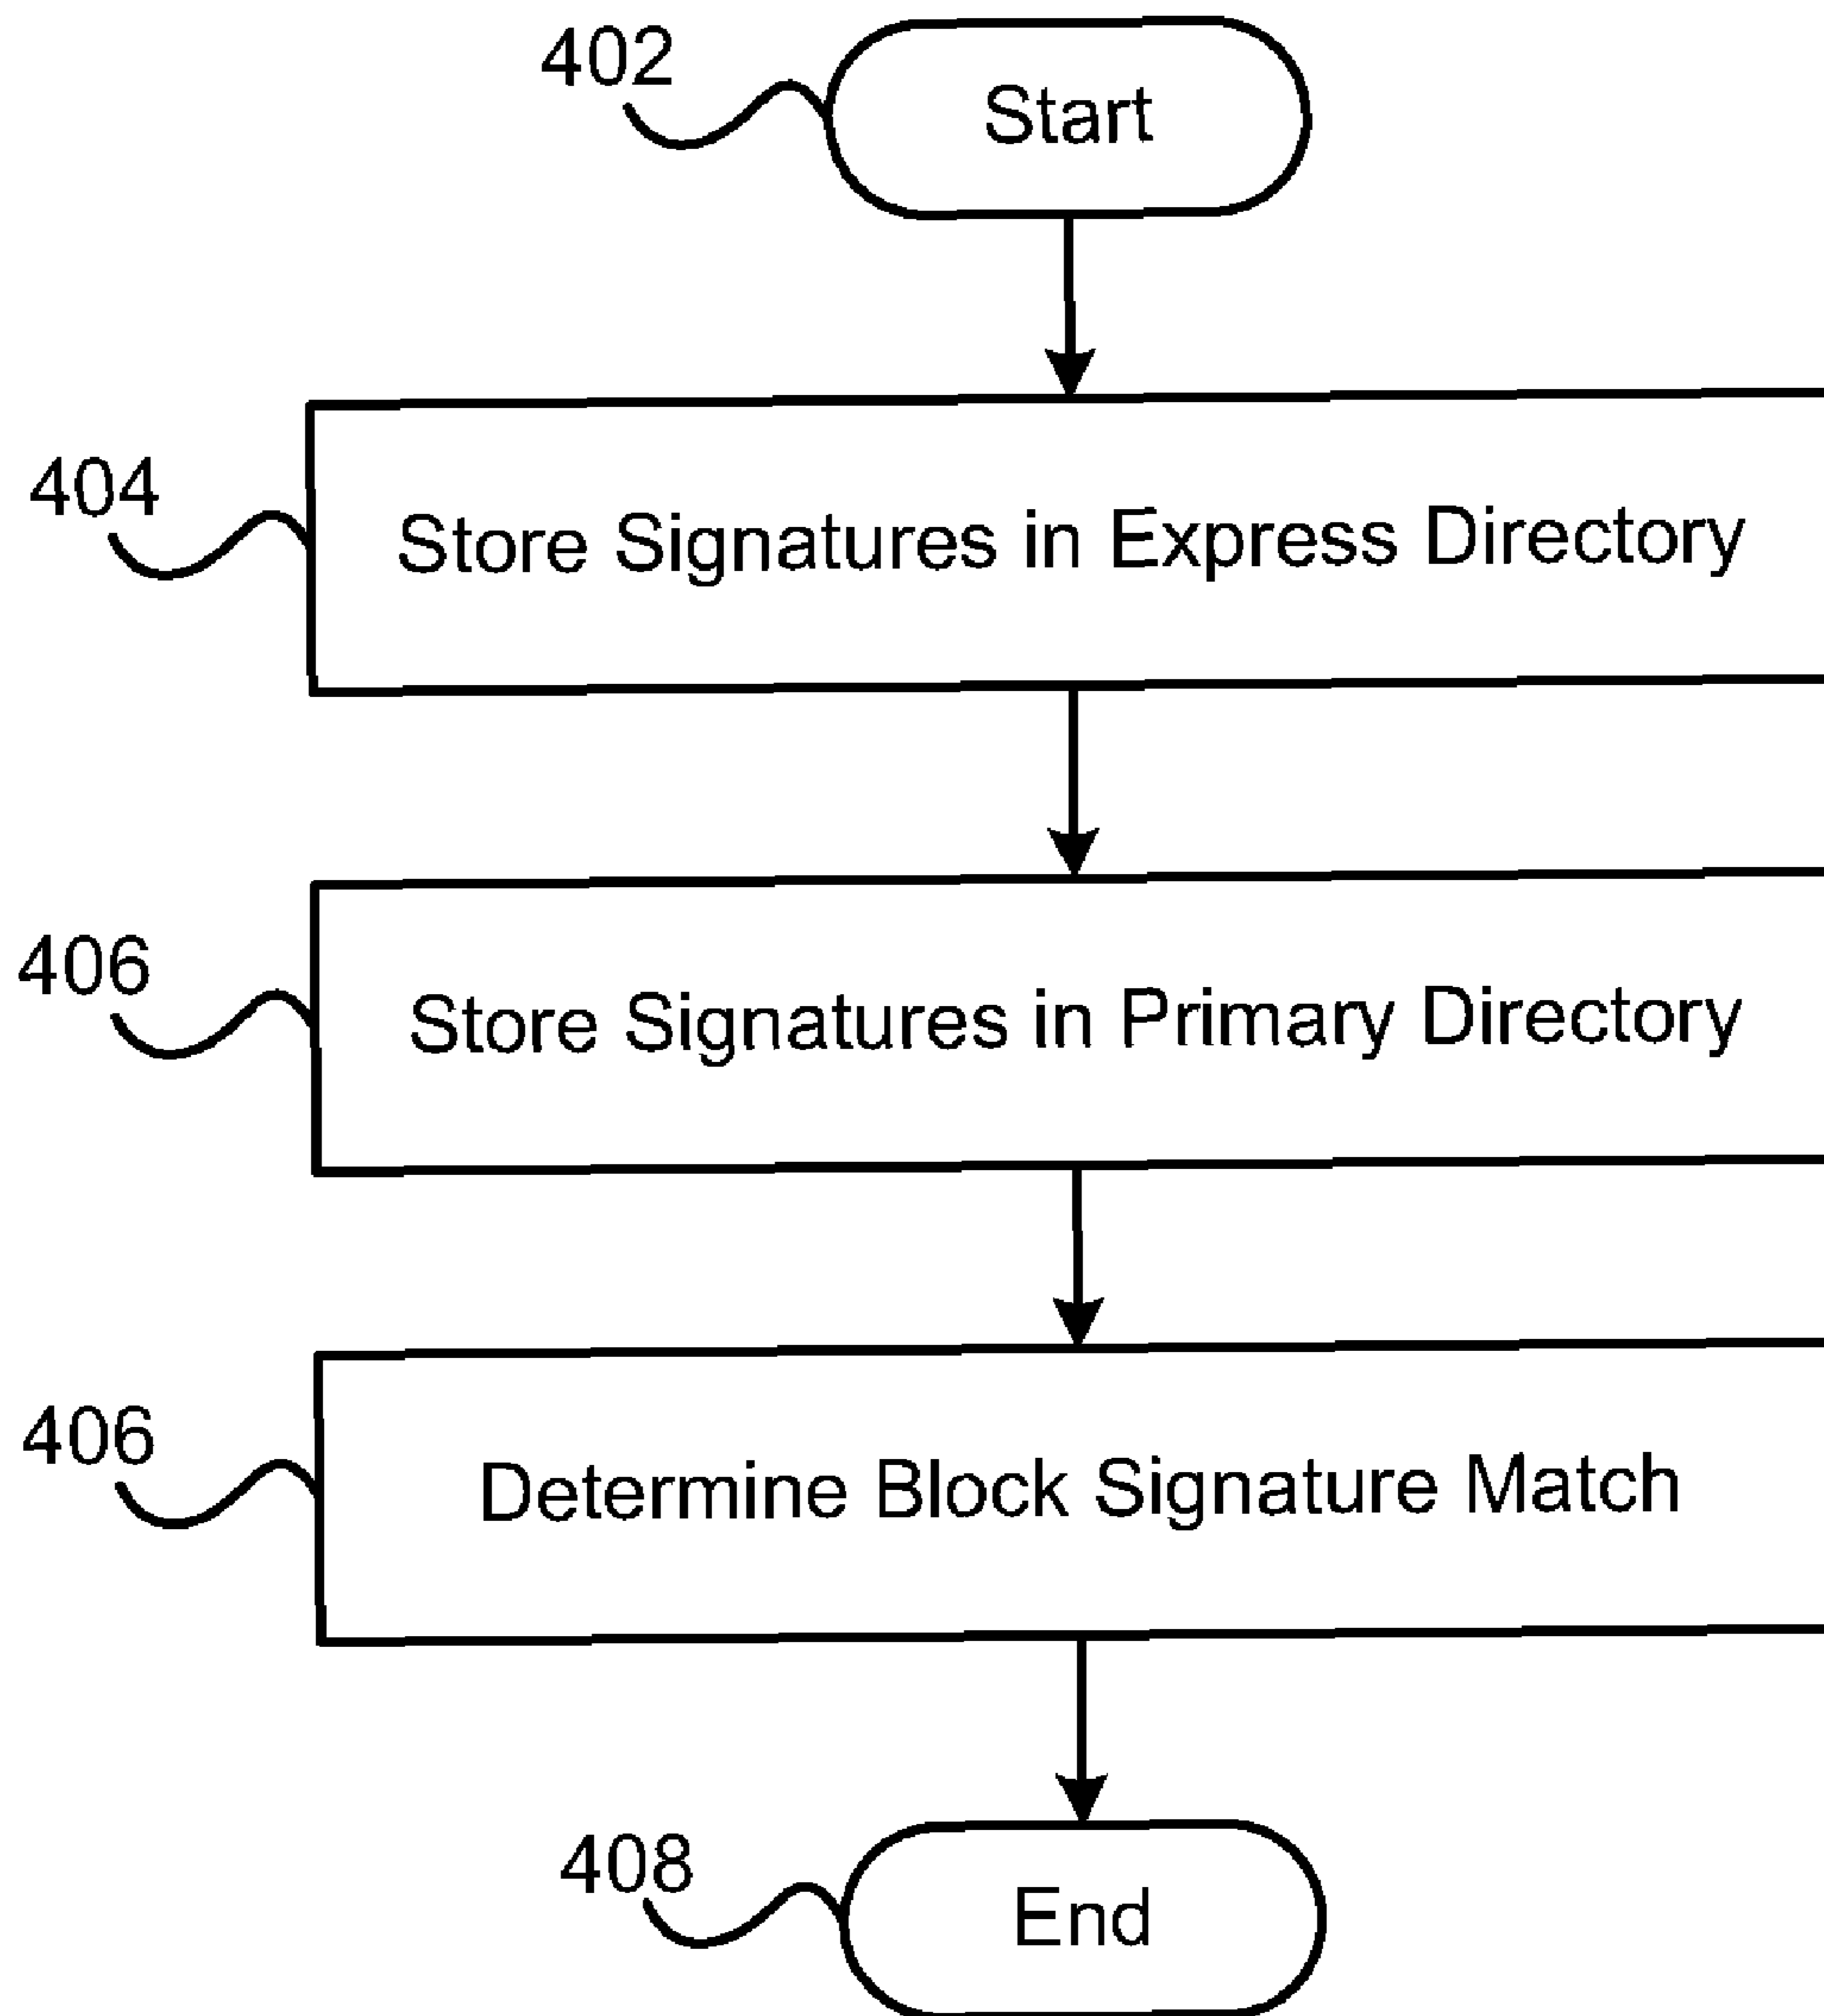 402
Start
404
Store Signatures in Express Directory
406
Store Signatures in Primary Directory
406
Determine Block Signature Match
408
End